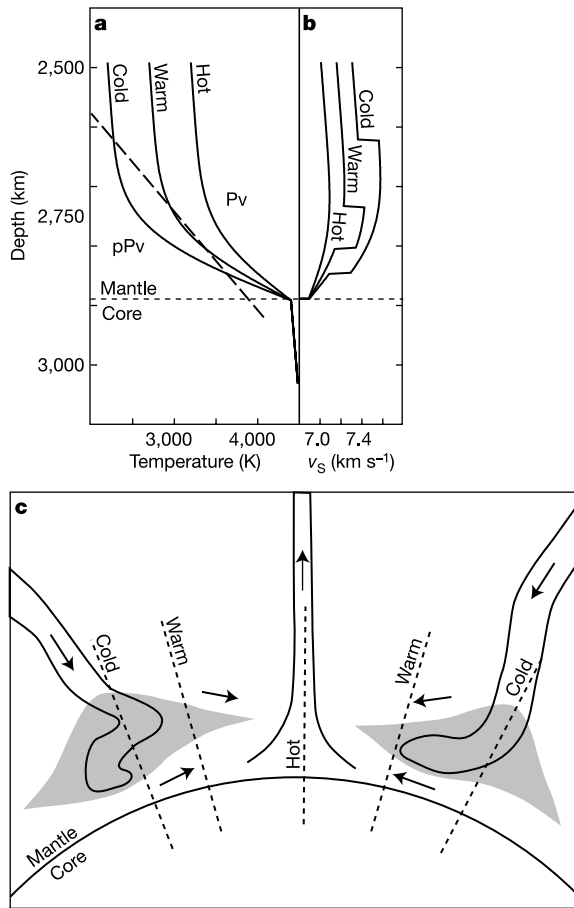 a
b
2,500
2,750
3,000
Depth (km)
Cold
Warm
Hot
Pv
pPv
Mantle
Core
Cold
Warm
Hot
3,000 4,000
Temperature (K)
7.0 7.4
vS (km s−1)
c
Cold
Warm
Hot
Warm
Cold
Mantle
Core